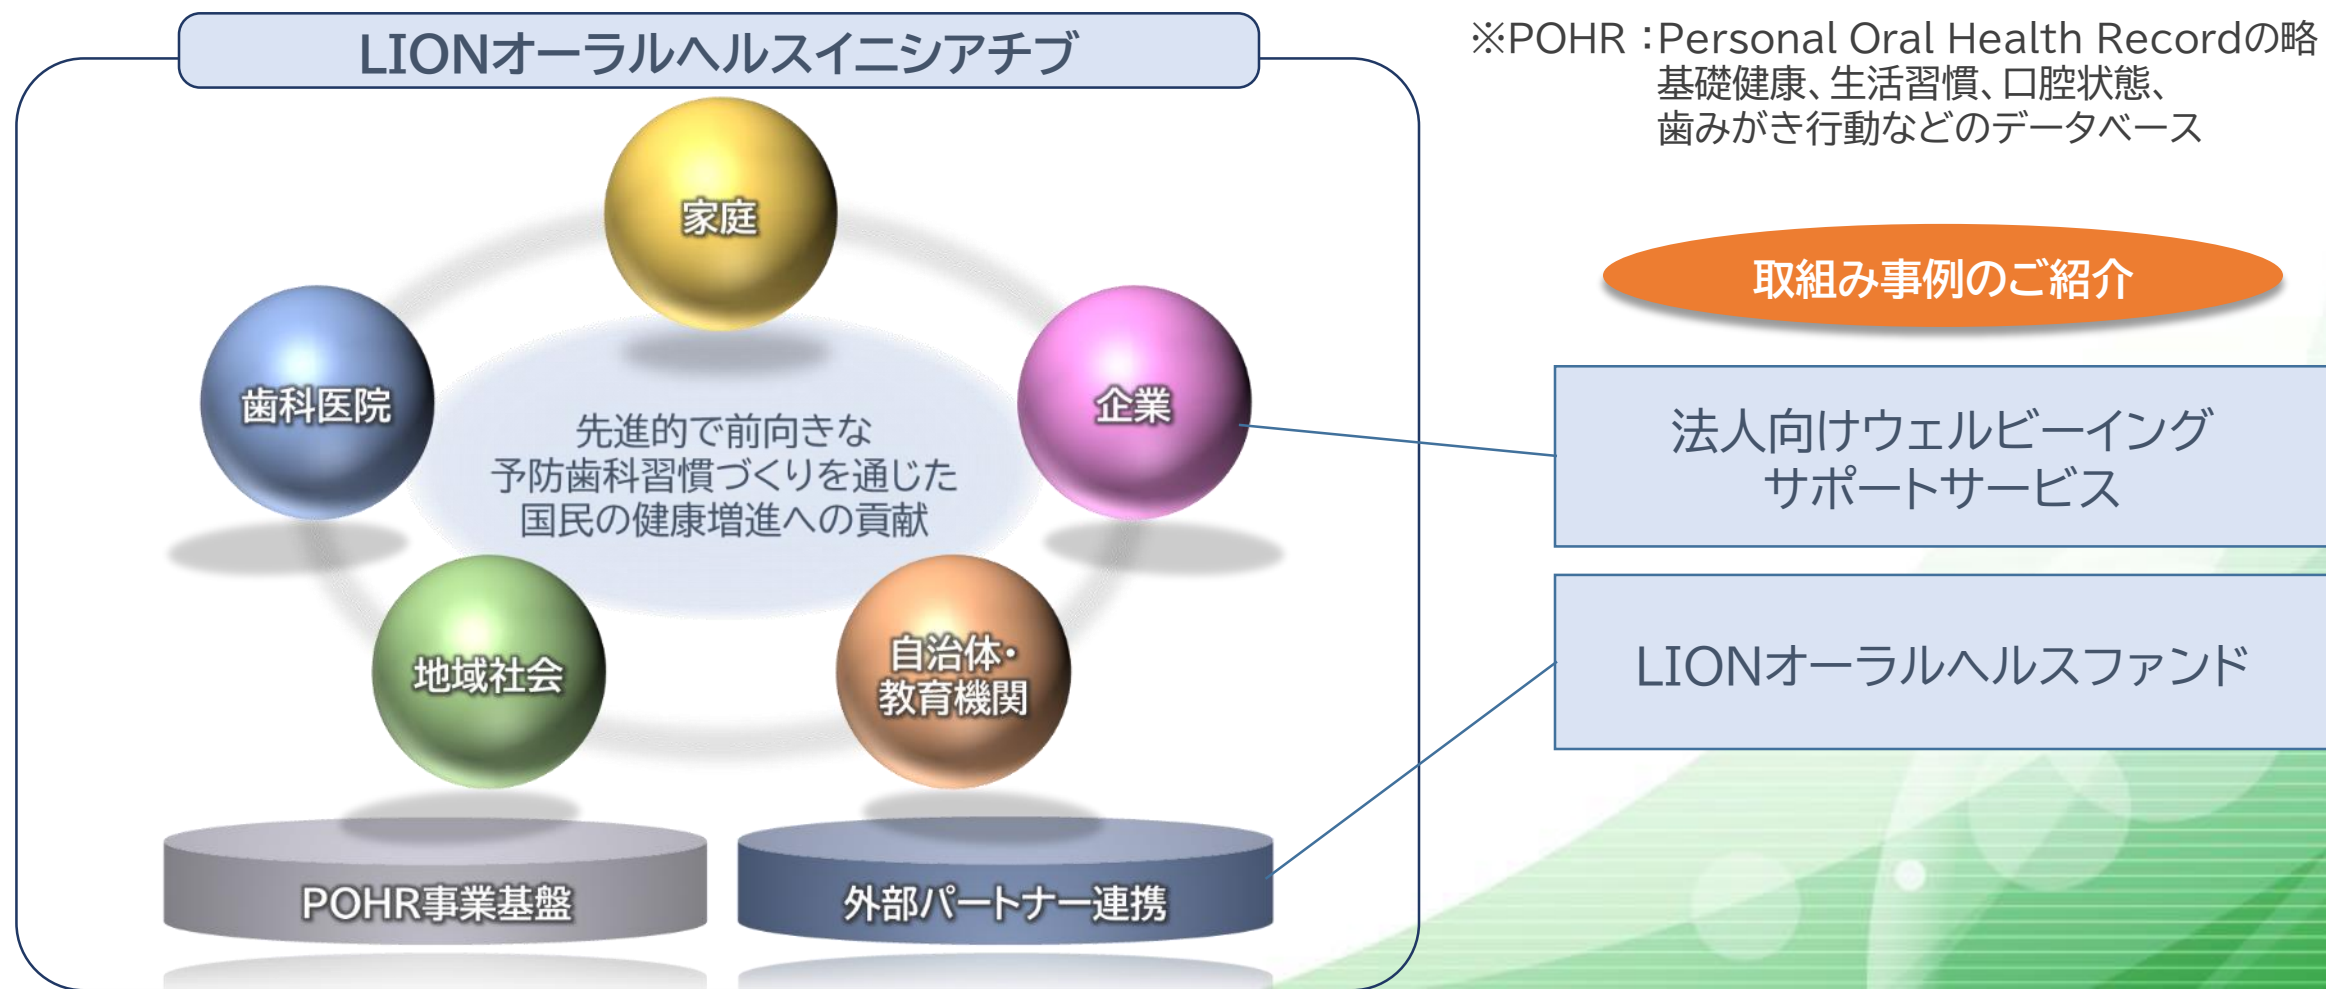 LIONオーラルヘルスイニシアチブ
家庭
歯科医院
企業
先進的で前向きな
予防歯科習慣づくりを通じた
国民の健康増進への貢献
地域社会
自治体・
教育機関
POHR事業基盤
外部パートナー連携
※POHR：Personal Oral Health Recordの略
基礎健康、生活習慣、口腔状態、
歯みがき行動などのデータベース
取組み事例のご紹介
法人向けウェルビーイング
サポートサービス
LIONオーラルヘルスファンド